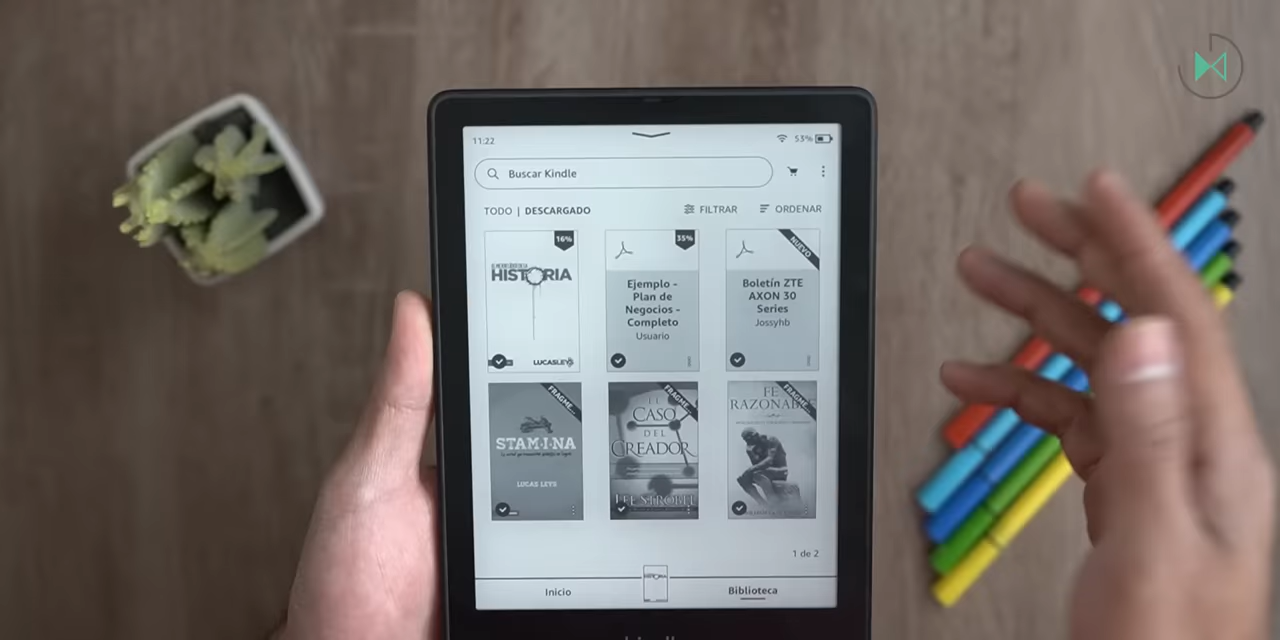 11:22
53%
Buscar Kindle
TODO | DESCARGADO
FILTRAR
ORDENAR
16%
HISTORIA
LUCASLEYS
35%
Ejemplo -
Plan de
Negocios -
Completo
Usuario
NUEVO
Boletín ZTE
AXON 30
Series
Jossyhb
FRAGME...
STAMINA
LUCAS LEYS
FRAGME...
EL
CASO
DEL
CREADOR
LEE STROBEL
FRAGME...
FE
RAZONABLE
1 de 2
Inicio
HISTORIA
Biblioteca